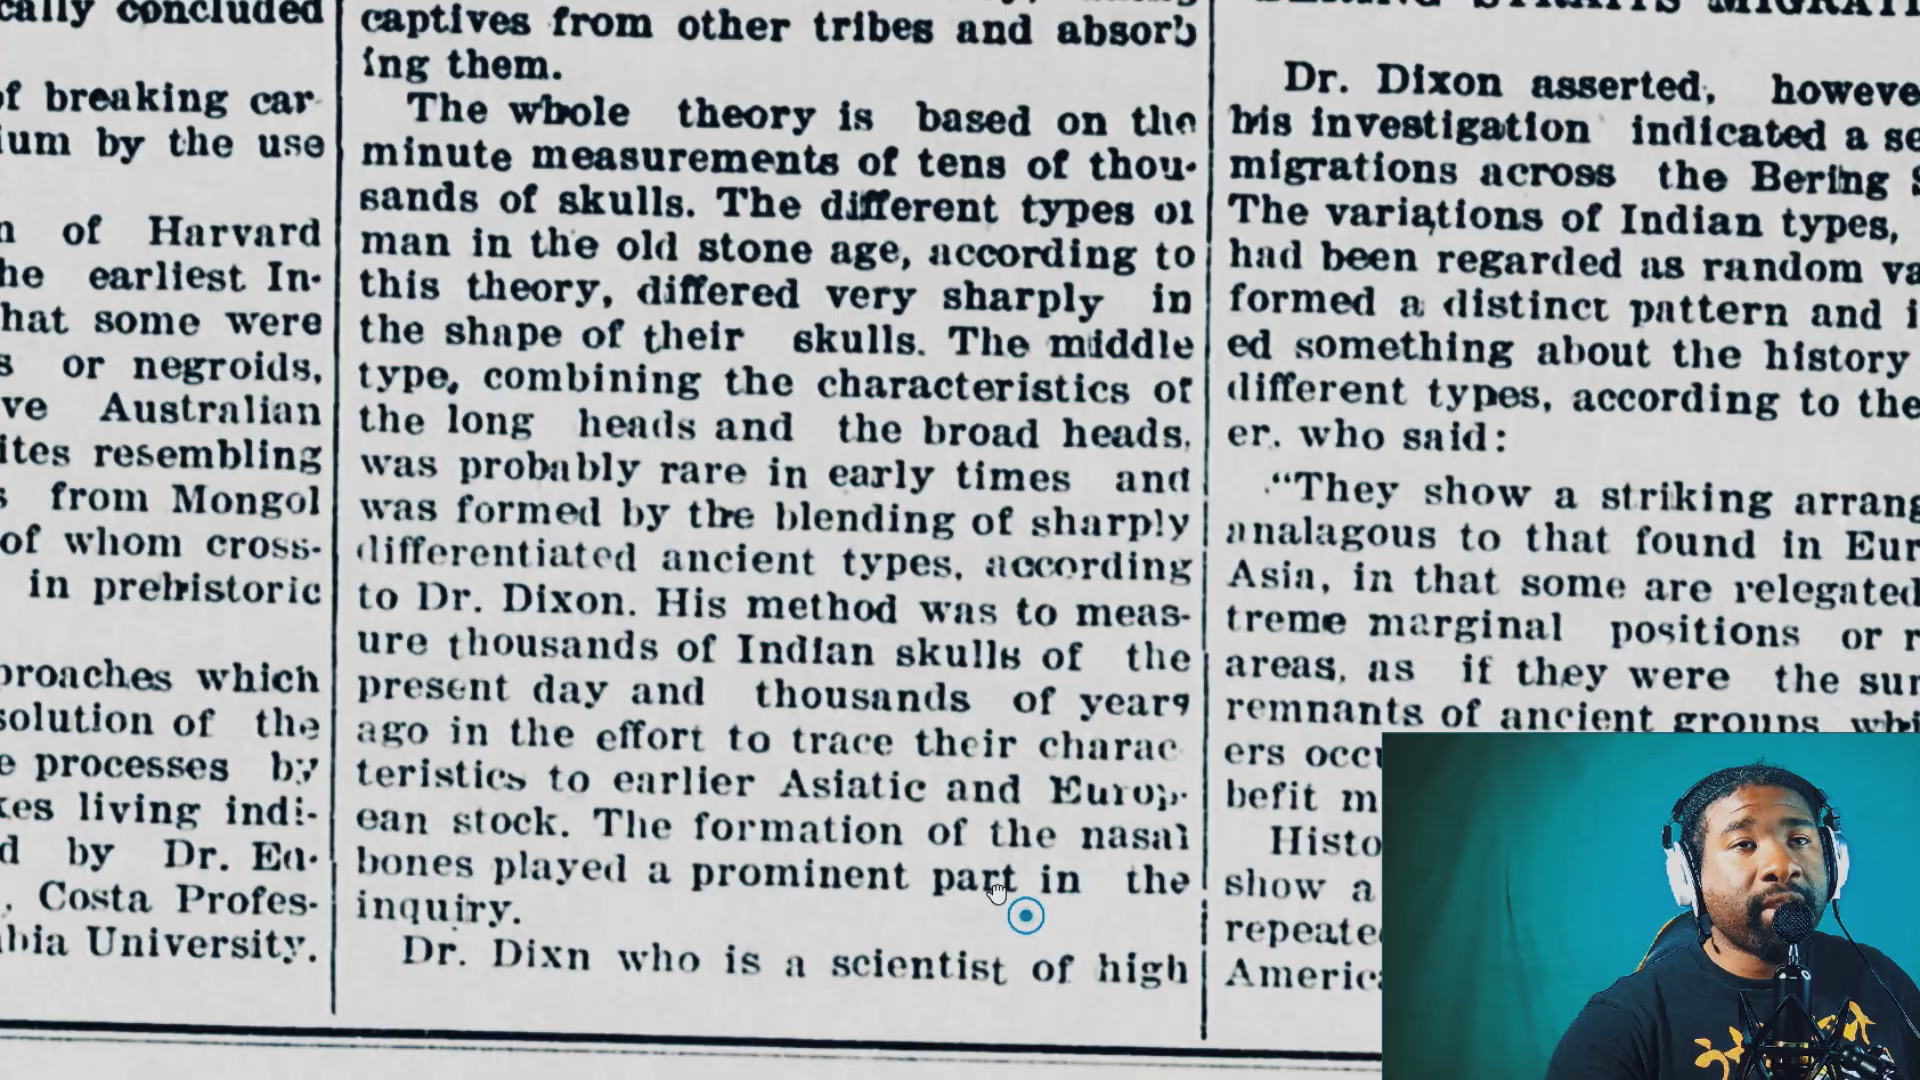 cally concluded
of breaking car
ium by the use
n of Harvard
he earliest In-
hat some were
s or negroids,
ve Australian
ites resembling
s from Mongol
of whom cross-
in prehistoric
proaches which
solution of the
e processes by
kes living indi-
d by Dr. Ed-
, Costa Profes-
bia University.
captives from other tribes and absorb
ing them.
The whole theory is based on the
minute measurements of tens of thou-
sands of skulls. The different types of
man in the old stone age, according to
this theory, differed very sharply in
the shape of their skulls. The middle
type, combining the characteristics of
the long heads and the broad heads,
was probably rare in early times and
was formed by the blending of sharply
differentiated ancient types, according
to Dr. Dixon. His method was to meas-
ure thousands of Indian skulls of the
present day and thousands of years
ago in the effort to trace their charac
teristics to earlier Asiatic and Europ-
ean stock. The formation of the nasal
bones played a prominent part in the
inquiry.
Dr. Dixn who is a scientist of high
BERING STRAITS MIGRATI
Dr. Dixon asserted, howeve
his investigation indicated a se
migrations across the Bering S
The variations of Indian types,
had been regarded as random va
formed a distinct pattern and i
ed something about the history
different types, according to the
er, who said:
"They show a striking arrang
analagous to that found in Eur
Asia, in that some are relegated
treme marginal positions or r
areas, as if they were the sur
remnants of ancient groups whi
ers occu
befit m
Histo
show a
repeate
America